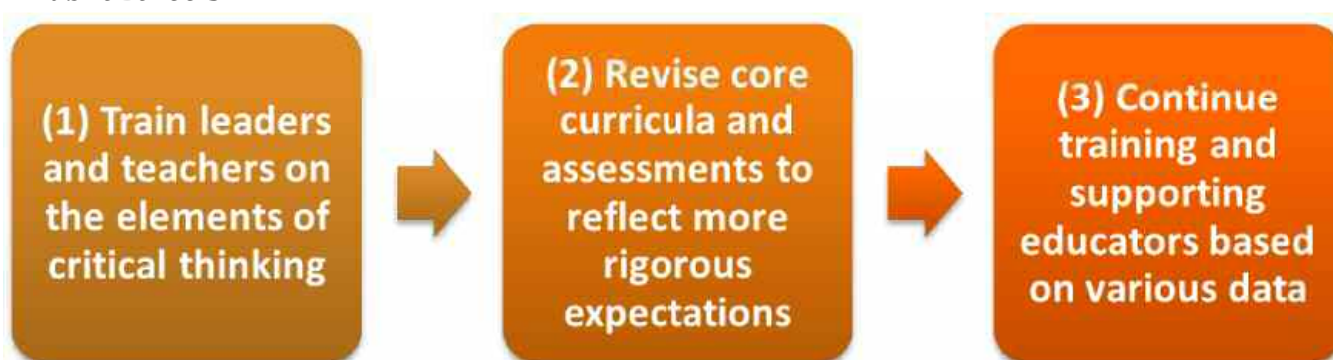 (1) Train leaders
and teachers on
the elements of
critical thinking
(2) Revise core
curricula and
assessments to
reflect more
rigorous
expectations
(3) Continue
training and
supporting
educators based
on various data